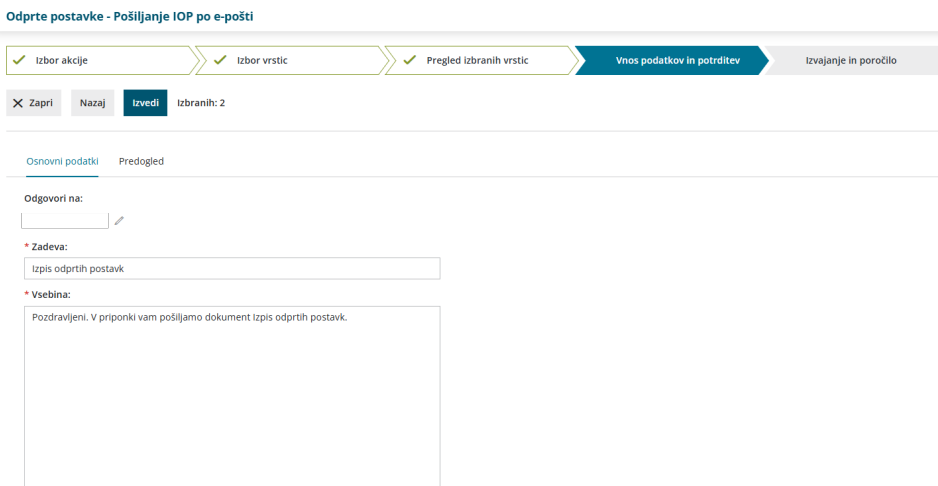 Odprte postavke - Pošiljanje IOP po e-pošti
Izbor akcije
Izbor vrstic
Pregled izbranih vrstic
Vnos podatkov in potrditev
Izvajanje in poročilo
Zapri
Nazaj
Izvedi
Izbranih: 2
Osnovni podatki
Predogled
Odgovori na:
* Zadeva:
Izpis odprtih postavk
* Vsebina:
Pozdravljeni. V priponki vam pošiljamo dokument Izpis odprtih postavk.